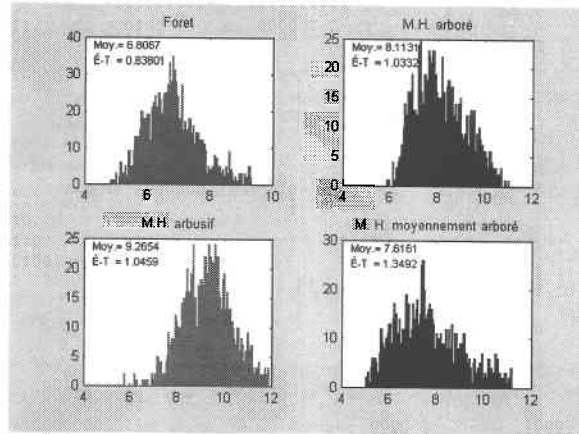 Foret
Moy.= 6.8067
É-T = 0.83801
40
30
20
10
0
4 6 8 10
M.H. arboré
Moy.= 8.1131
É-T = 1.0332
25
20
15
10
5
0
4 6 8 10 12
M.H. arbusif
Moy.= 9.2654
É-T = 1.0459
25
20
15
10
5
0
4 6 8 10 12
M. H. moyennement arboré
Moy.= 7.6161
É-T = 1.3492
30
20
10
0
4 6 8 10 12